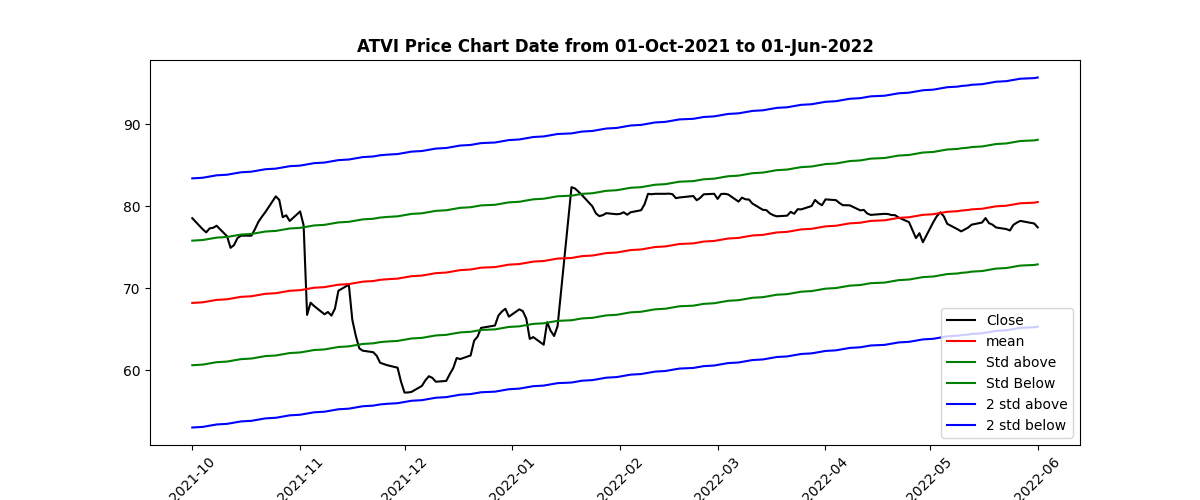 ATVI Price Chart Date from 01-Oct-2021 to 01-Jun-2022
90
80
70
60
Close
mean
Std above
Std Below
2 std above
2 std below
2021-10
2021-11
2021-12
2022-01
2022-02
2022-03
2022-04
2022-05
2022-06